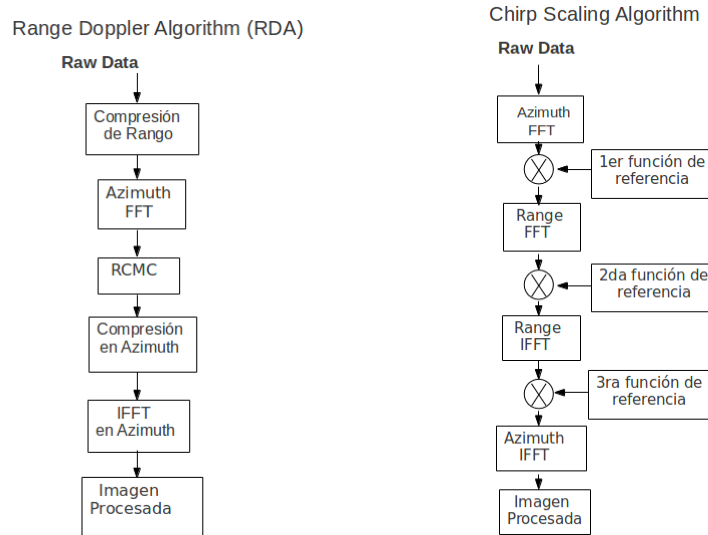 Range Doppler Algorithm (RDA)
Raw Data
Compresión
de Rango
Azimuth
FFT
RCMC
Compresión
en Azimuth
IFFT
en Azimuth
Imagen
Procesada
Chirp Scaling Algorithm
Raw Data
Azimuth
FFT
1er función de
referencia
Range
FFT
2da función de
referencia
Range
IFFT
3ra función de
referencia
Azimuth
IFFT
Imagen
Procesada